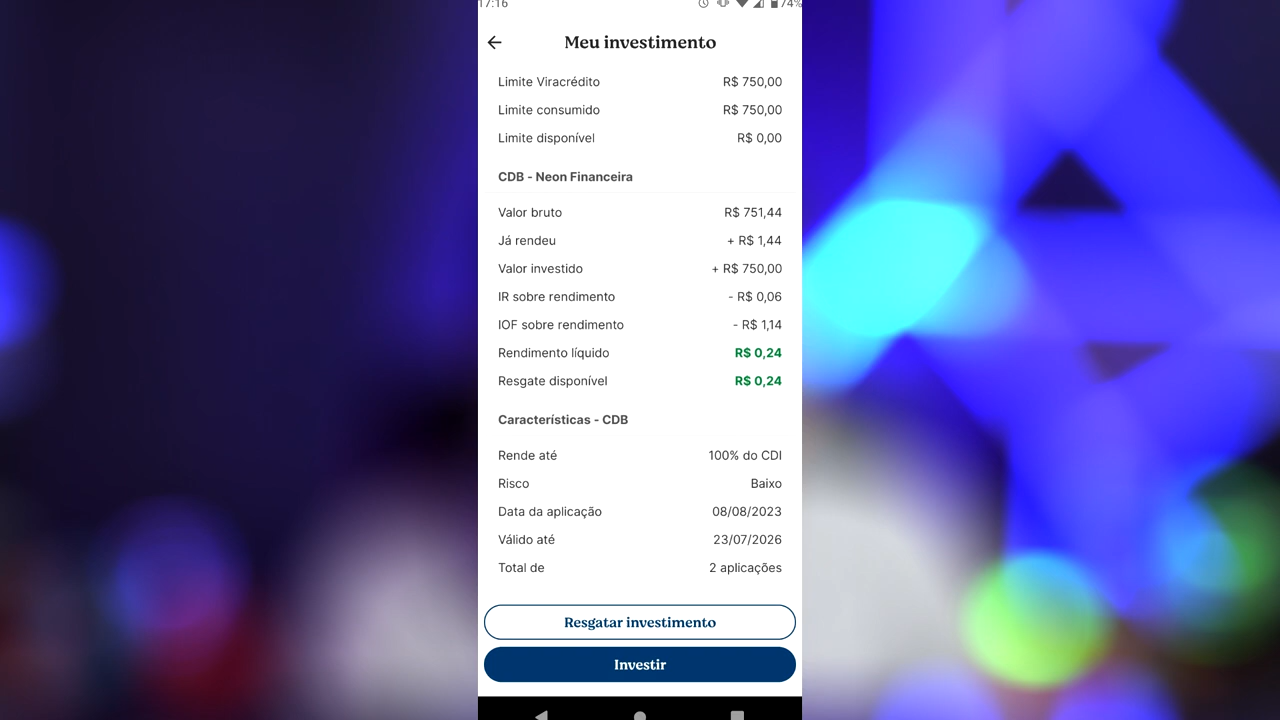 17:16
74%
Meu investimento
Limite Viracrédito R$ 750,00
Limite consumido R$ 750,00
Limite disponível R$ 0,00
CDB - Neon Financeira
Valor bruto R$ 751,44
Já rendeu + R$ 1,44
Valor investido + R$ 750,00
IR sobre rendimento - R$ 0,06
IOF sobre rendimento - R$ 1,14
Rendimento líquido R$ 0,24
Resgate disponível R$ 0,24
Características - CDB
Rende até 100% do CDI
Risco Baixo
Data da aplicação 08/08/2023
Válido até 23/07/2026
Total de 2 aplicações
Resgatar investimento
Investir